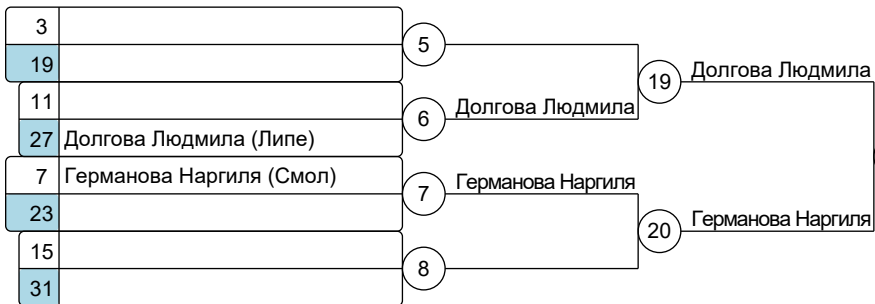 3
5
19
19 Долгова Людмила
11
6 Долгова Людмила
27 Долгова Людмила (Липе)
7 Германова Наргиля (Смол)
7 Германова Наргиля
23
20 Германова Наргиля
15
8
31